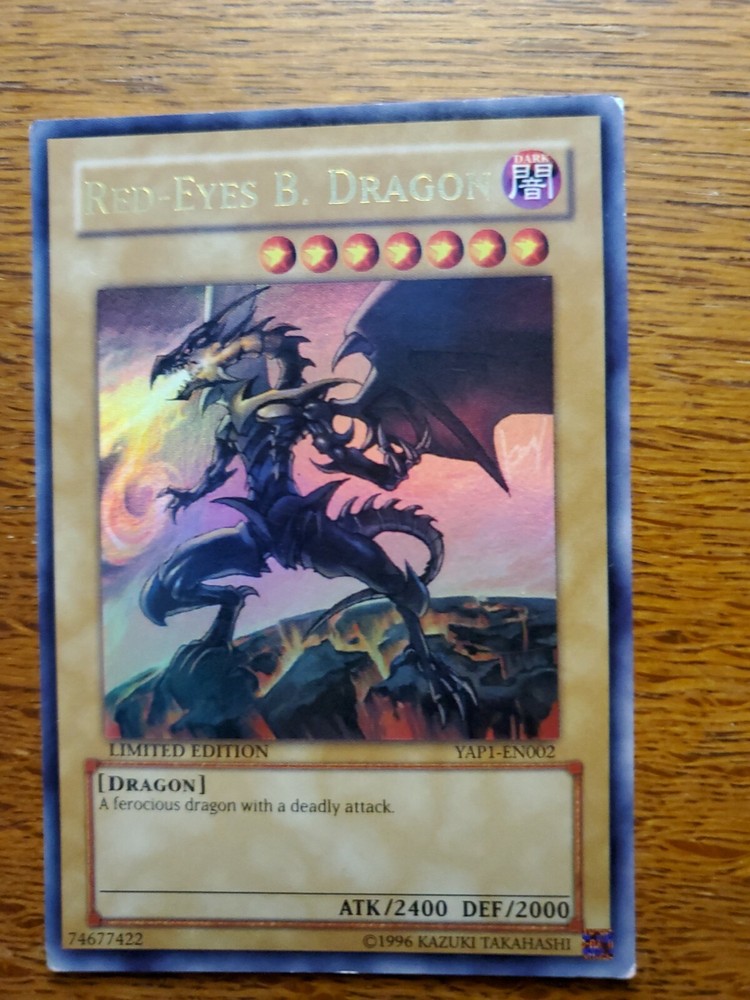 RED-EYES B. DRAGON
DARK
闇
LIMITED EDITION YAP1-EN002
[DRAGON]
A ferocious dragon with a deadly attack.
ATK/2400 DEF/2000
74677422 ©1996 KAZUKI TAKAHASHI